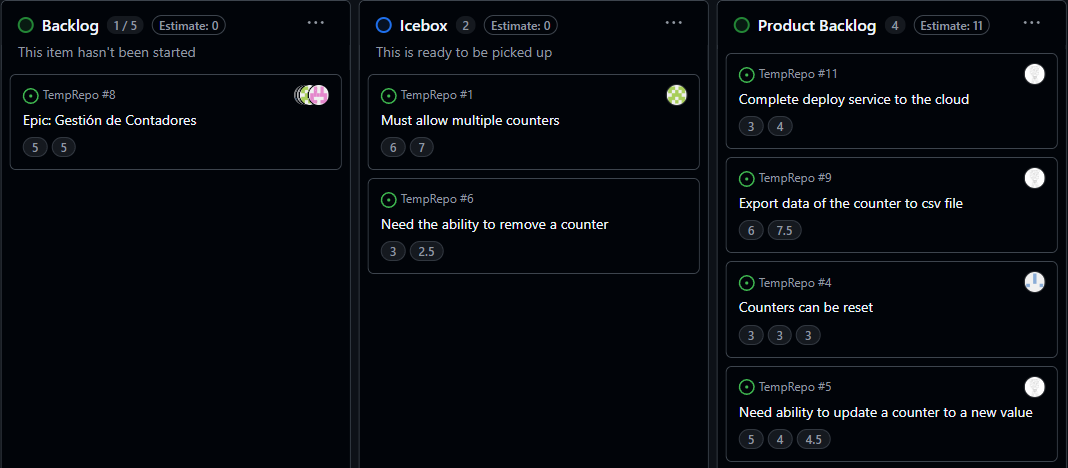 Backlog 1 / 5 Estimate: 0
This item hasn't been started
TempRepo #8
Epic: Gestión de Contadores
5 5
Icebox 2 Estimate: 0
This is ready to be picked up
TempRepo #1
Must allow multiple counters
6 7
TempRepo #6
Need the ability to remove a counter
3 2.5
Product Backlog 4 Estimate: 11
TempRepo #11
Complete deploy service to the cloud
3 4
TempRepo #9
Export data of the counter to csv file
6 7.5
TempRepo #4
Counters can be reset
3 3 3
TempRepo #5
Need ability to update a counter to a new value
5 4 4.5